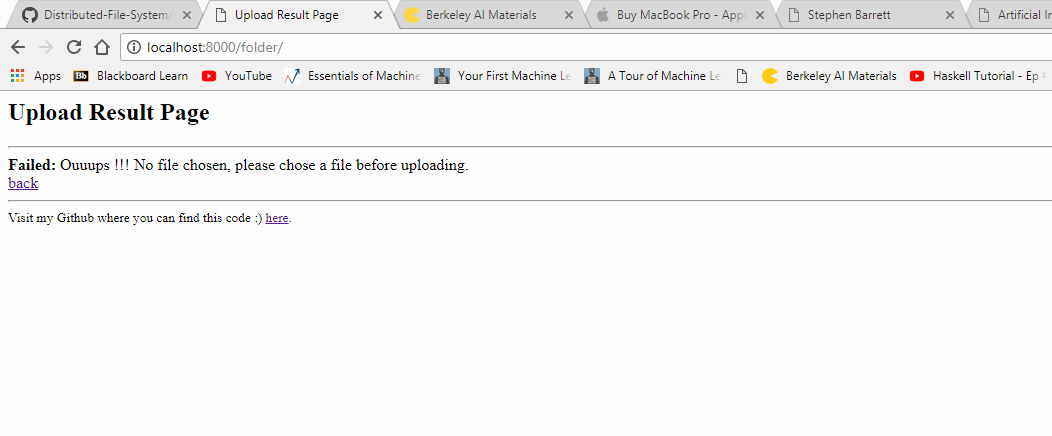 Distributed-File-System/ Upload Result Page Berkeley AI Materials Buy MacBook Pro - Appl Stephen Barrett Artificial In
localhost:8000/folder/
Apps Bb Blackboard Learn YouTube Essentials of Machine Your First Machine Le A Tour of Machine Le Berkeley AI Materials Haskell Tutorial - Ep
Upload Result Page
Failed: Ouuups !!! No file chosen, please chose a file before uploading.
back
Visit my Github where you can find this code :) here.